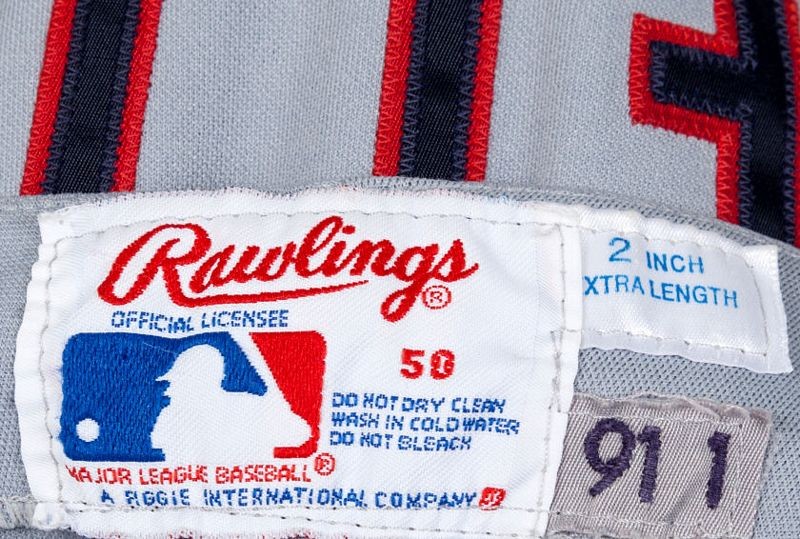 Rawlings®
OFFICIAL LICENSEE
50
DO NOT DRY CLEAN
WASH IN COLD WATER
DO NOT BLEACH
MAJOR LEAGUE BASEBALL®
A FIGGIE INTERNATIONAL COMPANY
2 INCH
XTRA LENGTH
91 1